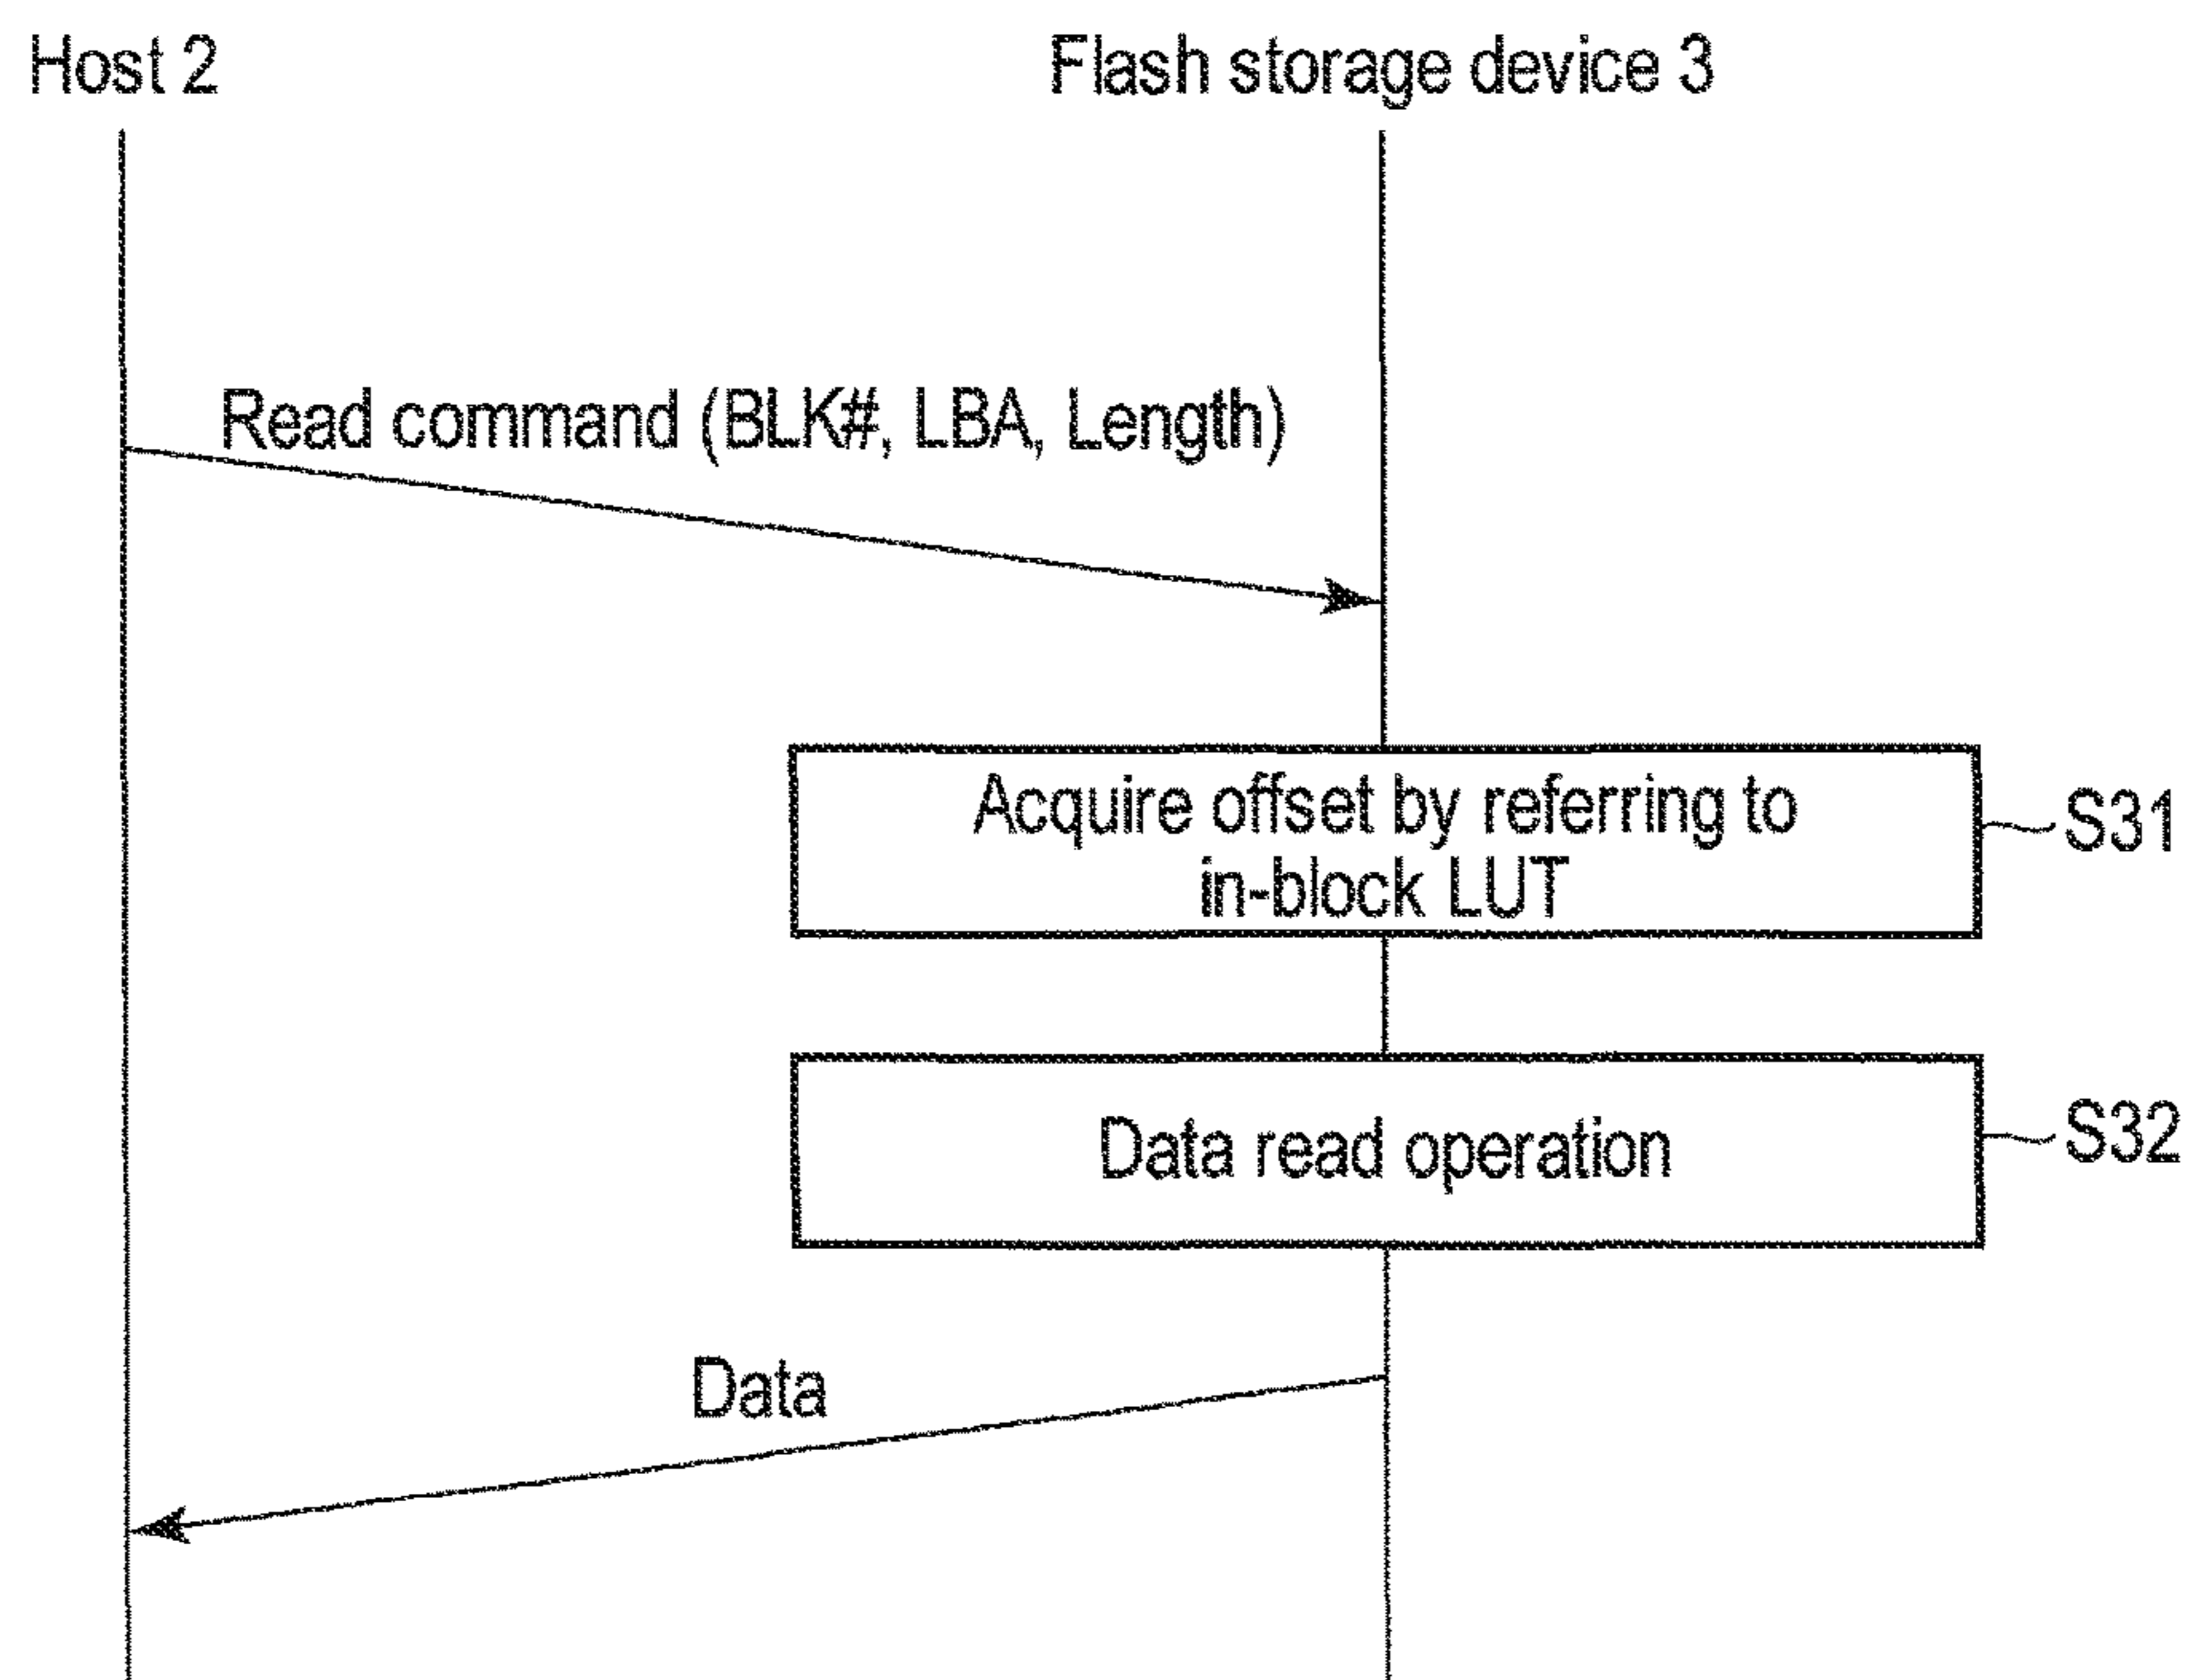 Host 2
Flash storage device 3
Read command (BLK#, LBA, Length)
Acquire offset by referring to
in-block LUT
S31
Data read operation
S32
Data